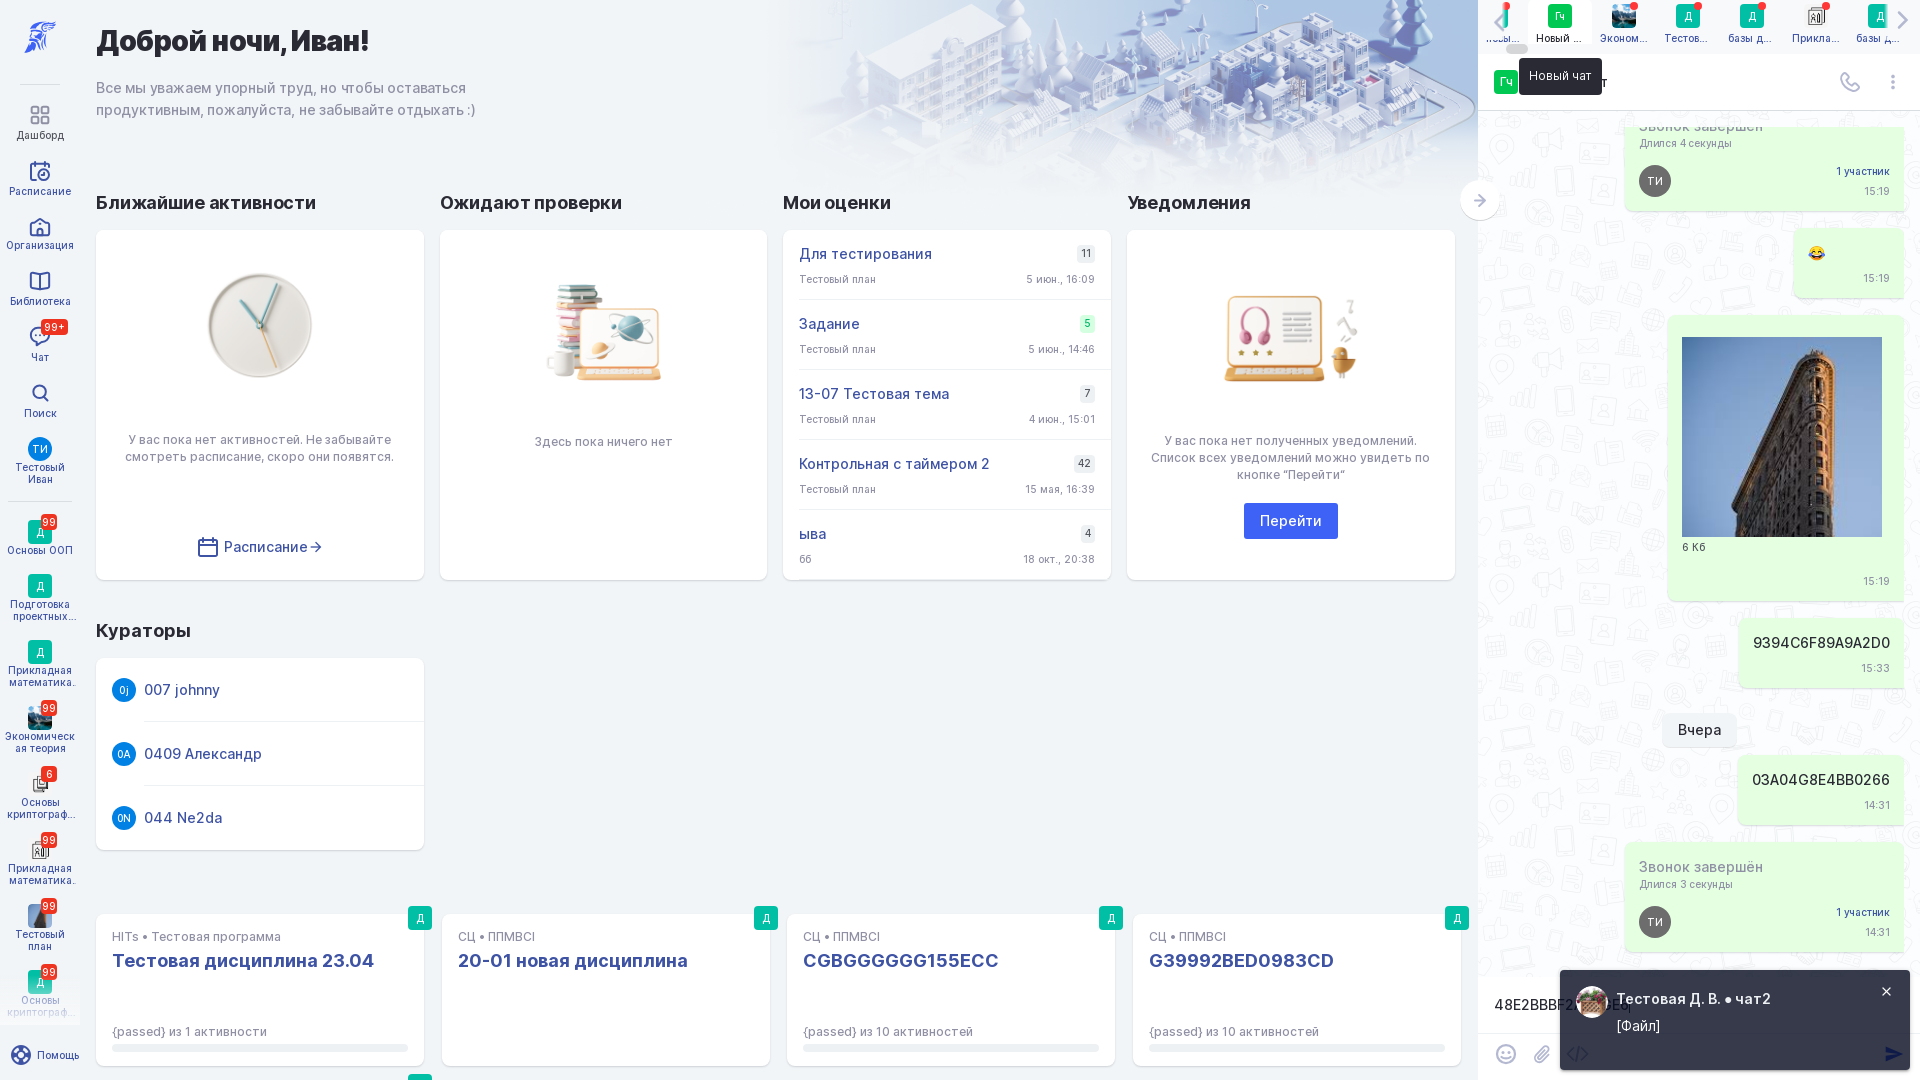 Доброй ночи, Иван!
Все мы уважаем упорный труд, но чтобы оставаться
продуктивным, пожалуйста, не забывайте отдыхать :)
Дашборд
Расписание
Организация
Библиотека
99+
Чат
Поиск
ТИ
Тестовый
Иван
99
Д
Основы ООП
Д
Подготовка
проектных...
Д
Прикладная
математика.
99
Экономическ
ая теория
6
Основы
криптограф...
99
Прикладная
математика.
99
Тестовый
план
99
Д
Основы
криптограф...
Помощь
Ближайшие активности
У вас пока нет активностей. Не забывайте
смотреть расписание, скоро они появятся.
Расписание
Ожидают проверки
Здесь пока ничего нет
Мои оценки
Для тестирования 11
Тестовый план 5 июн., 16:09
Задание 5
Тестовый план 5 июн., 14:46
13-07 Тестовая тема 7
Тестовый план 4 июн., 15:01
Контрольная с таймером 2 42
Тестовый план 15 мая, 16:39
ыва 4
бб 18 окт., 20:38
Уведомления
У вас пока нет полученных уведомлений.
Список всех уведомлений можно увидеть по
кнопке “Перейти“
Перейти
Кураторы
0j 007 johnny
0А 0409 Александр
0N 044 Ne2da
Д
HITs • Тестовая программа
Тестовая дисциплина 23.04
{passed} из 1 активности
Д
СЦ • ППМВСІ
20-01 новая дисциплина
Д
СЦ • ППМВСІ
CGBGGGGGG155ECC
{passed} из 10 активностей
Д
СЦ • ППМВСІ
G39992BED0983CD
{passed} из 10 активностей
Гч
Новый ...
Эконом...
Д
Тестов...
Д
базы д...
Прикла...
Д
базы д...
Гч
Новый чат
Звонок завершён
Длился 4 секунды
1 участник
ТИ
15:19
15:19
6 Кб
15:19
9394C6F89A9A2D0
15:33
Вчера
03A04G8E4BB0266
14:31
Звонок завершён
Длился 3 секунды
1 участник
ТИ
14:31
Тестовая Д. В. ● чат2
[Файл]